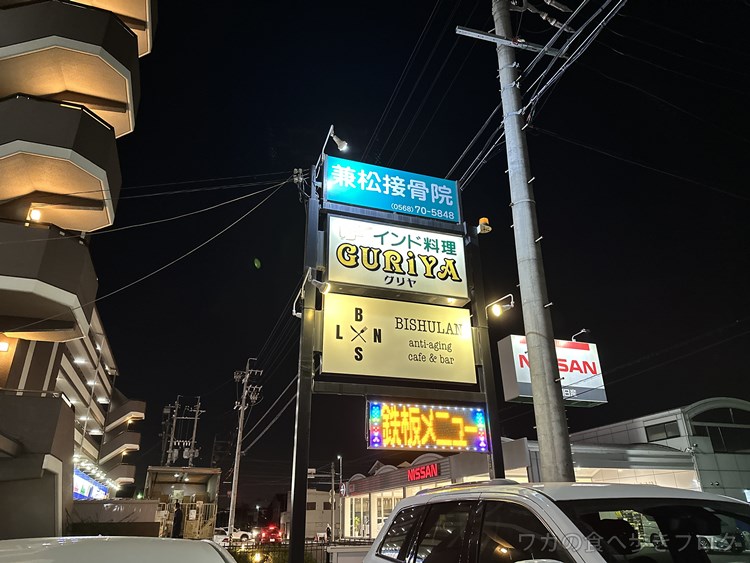 兼松接骨院
(0568)70-5848
インド料理
GURiYA
グリヤ
B
L N
S
BISHULAN
anti-aging
cafe & bar
鉄板メニュー
NISSAN
NISSAN
ワカの食べ歩きブログ